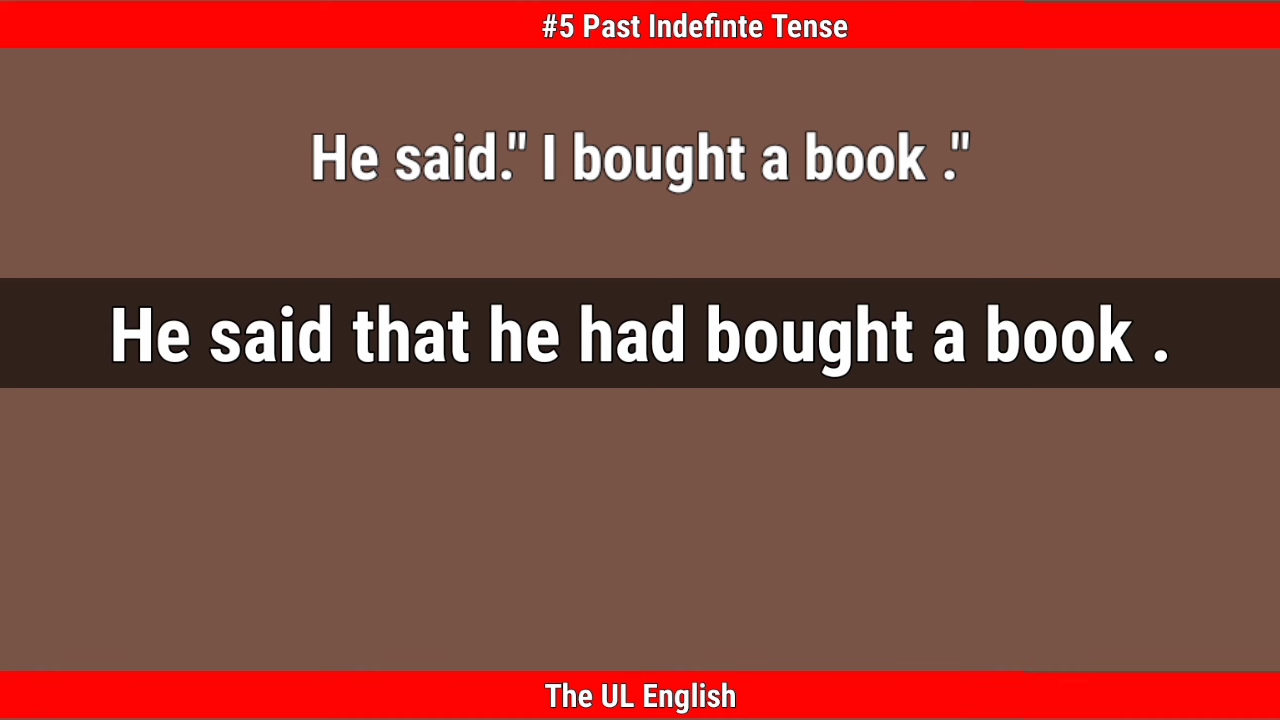 #5 Past Indefinte Tense
He said." I bought a book ."
He said that he had bought a book .
The UL English